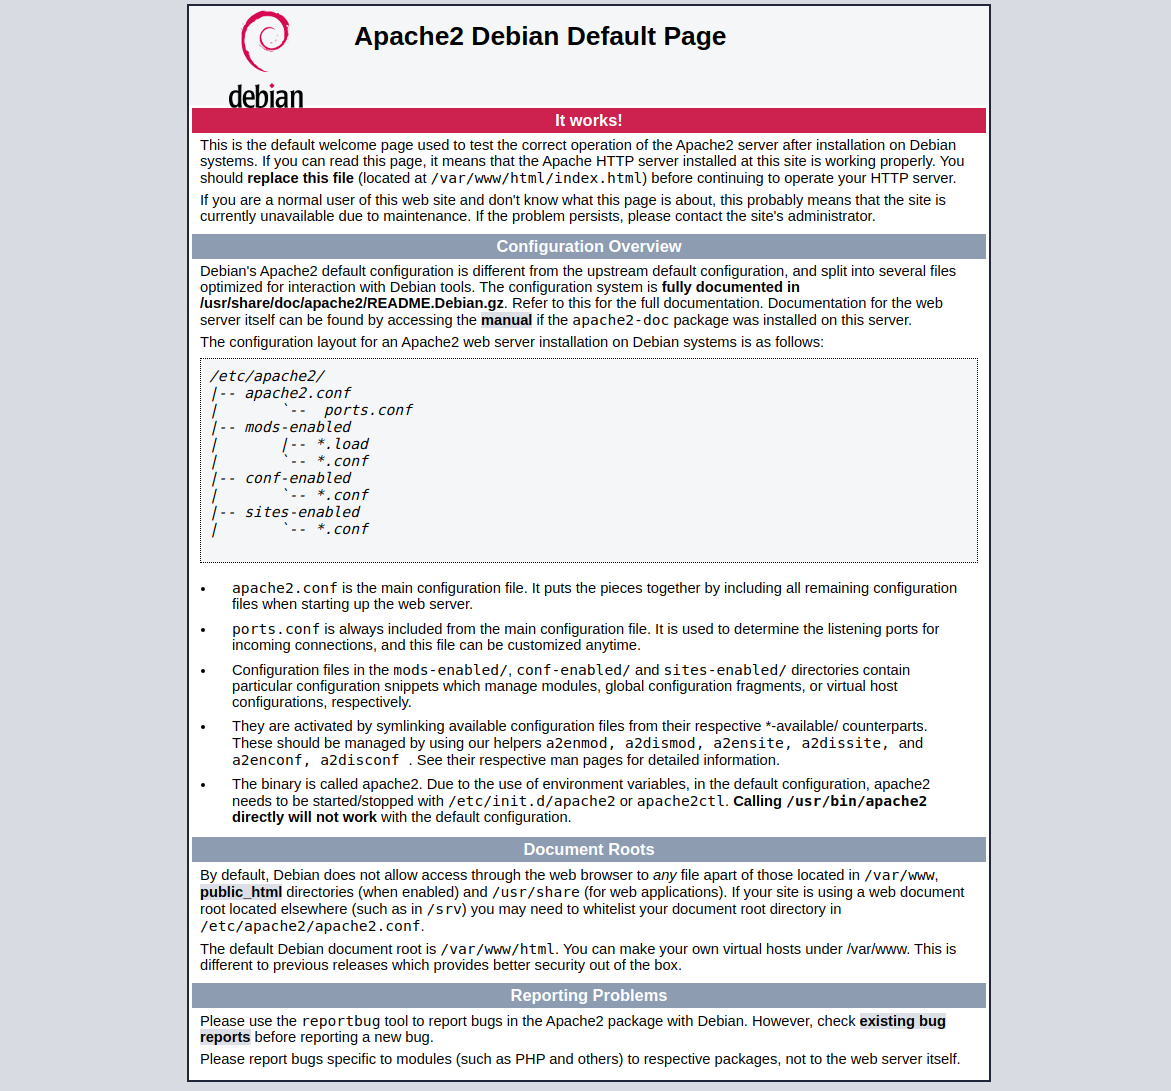 debian
Apache2 Debian Default Page
It works!
This is the default welcome page used to test the correct operation of the Apache2 server after installation on Debian
systems. If you can read this page, it means that the Apache HTTP server installed at this site is working properly. You
should replace this file (located at /var/www/html/index.html) before continuing to operate your HTTP server.
If you are a normal user of this web site and don't know what this page is about, this probably means that the site is
currently unavailable due to maintenance. If the problem persists, please contact the site's administrator.
Configuration Overview
Debian's Apache2 default configuration is different from the upstream default configuration, and split into several files
optimized for interaction with Debian tools. The configuration system is fully documented in
/usr/share/doc/apache2/README.Debian.gz. Refer to this for the full documentation. Documentation for the web
server itself can be found by accessing the manual if the apache2-doc package was installed on this server.
The configuration layout for an Apache2 web server installation on Debian systems is as follows:
/etc/apache2/
|-- apache2.conf
|       `--  ports.conf
|-- mods-enabled
|       |-- *.load
|       `-- *.conf
|-- conf-enabled
|       `-- *.conf
|-- sites-enabled
|       `-- *.conf
• apache2.conf is the main configuration file. It puts the pieces together by including all remaining configuration
files when starting up the web server.
• ports.conf is always included from the main configuration file. It is used to determine the listening ports for
incoming connections, and this file can be customized anytime.
• Configuration files in the mods-enabled/, conf-enabled/ and sites-enabled/ directories contain
particular configuration snippets which manage modules, global configuration fragments, or virtual host
configurations, respectively.
• They are activated by symlinking available configuration files from their respective *-available/ counterparts.
These should be managed by using our helpers a2enmod, a2dismod, a2ensite, a2dissite, and
a2enconf, a2disconf . See their respective man pages for detailed information.
• The binary is called apache2. Due to the use of environment variables, in the default configuration, apache2
needs to be started/stopped with /etc/init.d/apache2 or apache2ctl. Calling /usr/bin/apache2
directly will not work with the default configuration.
Document Roots
By default, Debian does not allow access through the web browser to any file apart of those located in /var/www,
public_html directories (when enabled) and /usr/share (for web applications). If your site is using a web document
root located elsewhere (such as in /srv) you may need to whitelist your document root directory in
/etc/apache2/apache2.conf.
The default Debian document root is /var/www/html. You can make your own virtual hosts under /var/www. This is
different to previous releases which provides better security out of the box.
Reporting Problems
Please use the reportbug tool to report bugs in the Apache2 package with Debian. However, check existing bug
reports before reporting a new bug.
Please report bugs specific to modules (such as PHP and others) to respective packages, not to the web server itself.